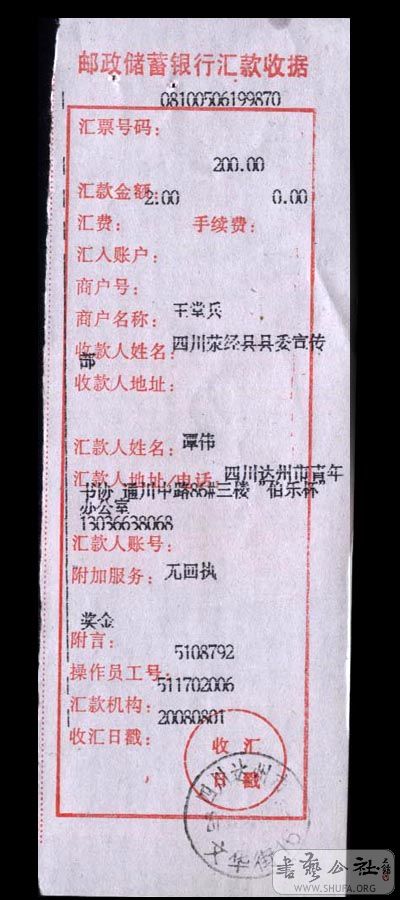 邮政储蓄银行汇款收据
08100506199870
汇票号码：
200.00
汇款金额：
2.00 0.00
汇费： 手续费：
汇入账户：
商户号：
商户名称：
王堂兵
收款人姓名：
四川荥经县县委宣传
部
收款人地址：
汇款人姓名：
谭伟
汇款人地址/电话：
四川达州市青年
书协 通川中路86#三楼 "伯乐杯"
办公室
13036638068
汇款人账号：
附加服务：
无回执
奖金
附言：
5108792
操作员工号：
511702006
汇款机构：
20080801
收汇日戳：
收汇
日戳
四川达州
书艺公社
WWW.SHUFA.ORG